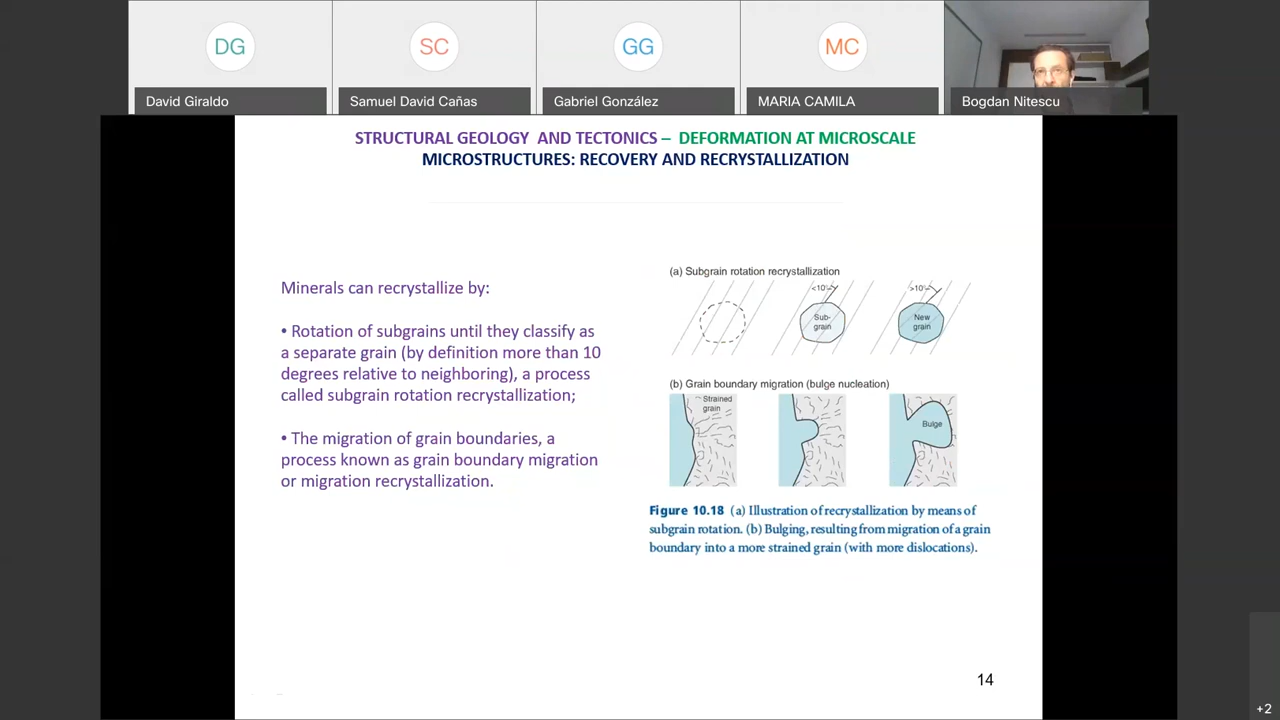 DG
SC
GG
MC
David Giraldo
Samuel David Cañas
Gabriel González
MARIA CAMILA
Bogdan Nitescu
STRUCTURAL GEOLOGY AND TECTONICS – DEFORMATION AT MICROSCALE
MICROSTRUCTURES: RECOVERY AND RECRYSTALLIZATION
Minerals can recrystallize by:
• Rotation of subgrains until they classify as
a separate grain (by definition more than 10
degrees relative to neighboring), a process
called subgrain rotation recrystallization;
• The migration of grain boundaries, a
process known as grain boundary migration
or migration recrystallization.
(a) Subgrain rotation recrystallization
<10°
>10°
Sub-
grain
New
grain
(b) Grain boundary migration (bulge nucleation)
Strained
grain
Bulge
Figure 10.18 (a) Illustration of recrystallization by means of
subgrain rotation. (b) Bulging, resulting from migration of a grain
boundary into a more strained grain (with more dislocations).
14
+2